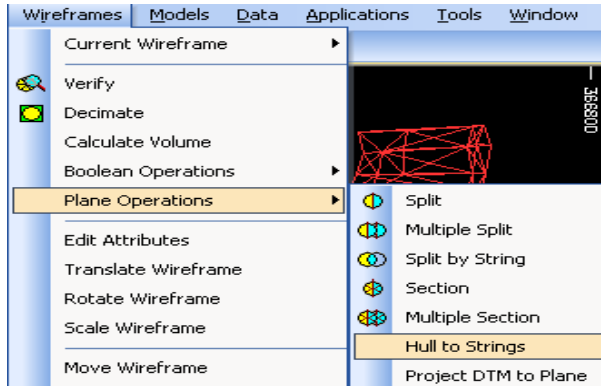 Wireframes Models Data Applications Tools Window
Current Wireframe
Verify
Decimate
Calculate Volume
Boolean Operations
Plane Operations
Edit Attributes
Translate Wireframe
Rotate Wireframe
Scale Wireframe
Move Wireframe
366800
Split
Multiple Split
Split by String
Section
Multiple Section
Hull to Strings
Project DTM to Plane